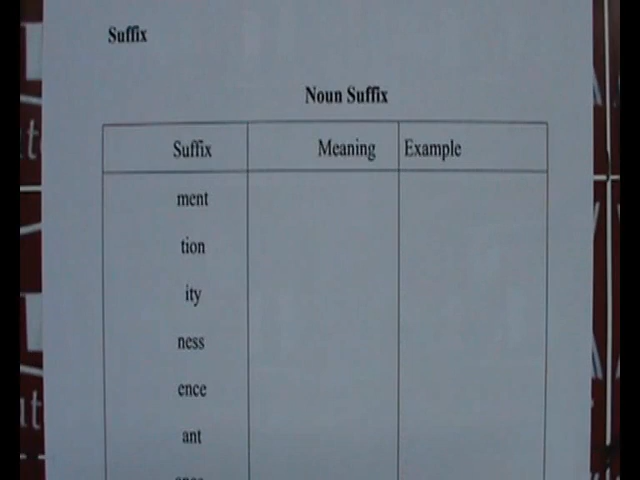 Suffix
Noun Suffix
Suffix Meaning Example
ment
tion
ity
ness
ence
ant